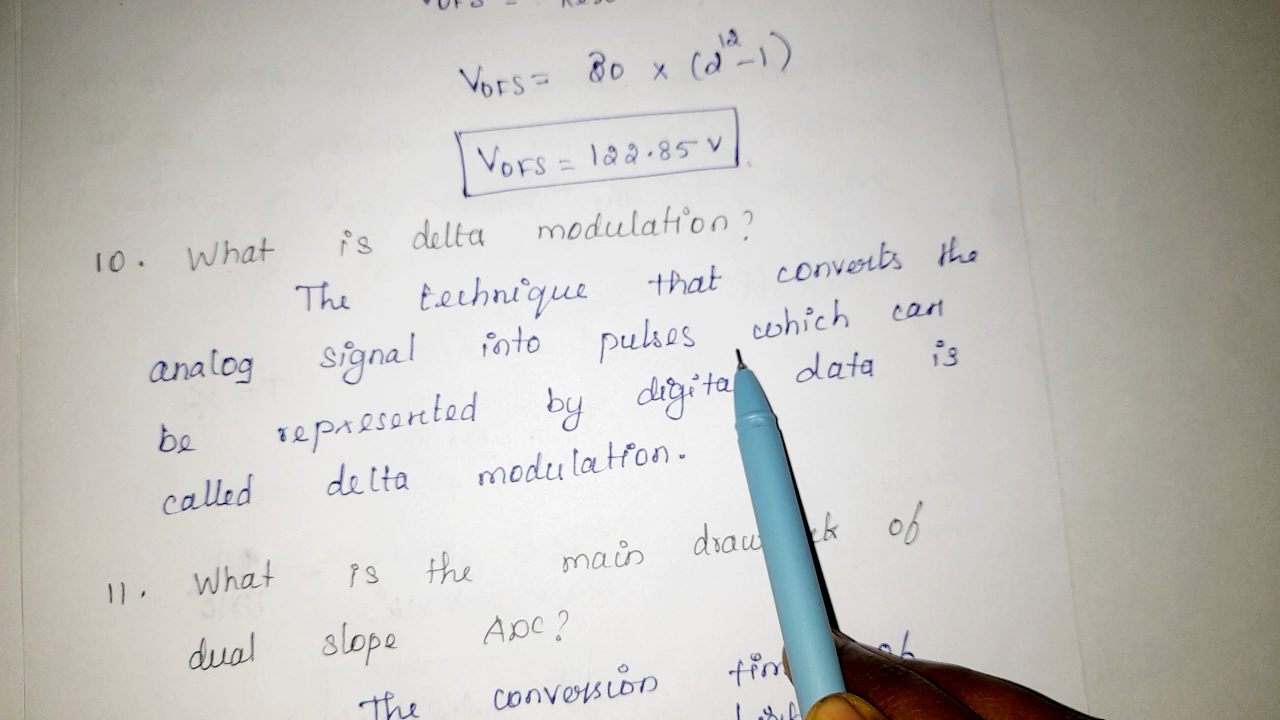 VOFS = 30 × (2^12 - 1)
VOFS = 122.85 V
10. What is delta modulation?
The technique that converts the
analog signal into pulses which can
be represented by digital data is
called delta modulation.
11. What is the main of
dual slope ADC?
The conversion of